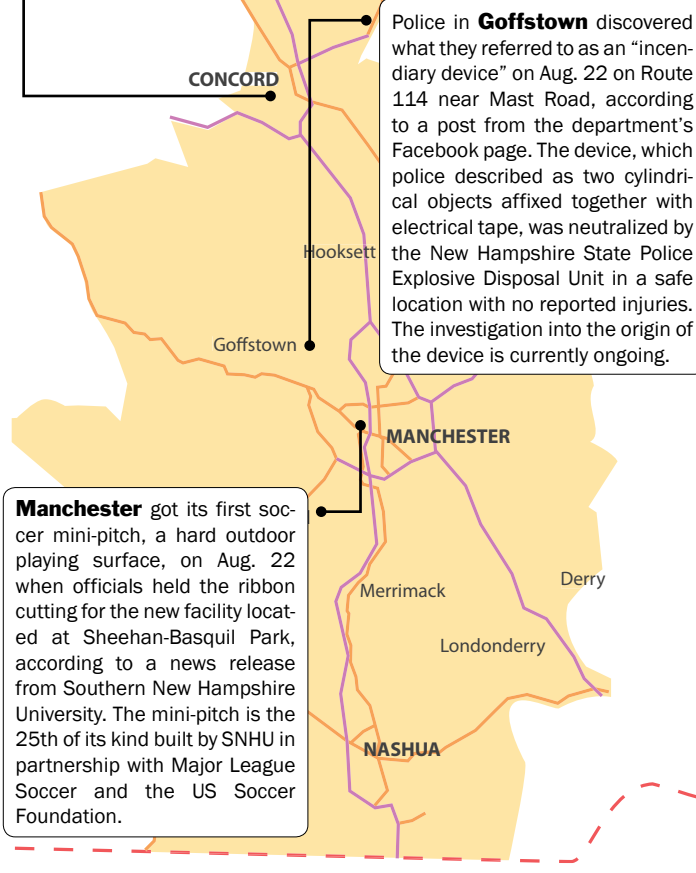 Police in Goffstown discovered
what they referred to as an “incen-
diary device” on Aug. 22 on Route
114 near Mast Road, according
to a post from the department’s
Facebook page. The device, which
police described as two cylindri-
cal objects affixed together with
electrical tape, was neutralized by
the New Hampshire State Police
Explosive Disposal Unit in a safe
location with no reported injuries.
The investigation into the origin of
the device is currently ongoing.
CONCORD
Hooksett
Goffstown
MANCHESTER
Manchester got its first soc-
cer mini-pitch, a hard outdoor
playing surface, on Aug. 22
when officials held the ribbon
cutting for the new facility locat-
ed at Sheehan-Basquil Park,
according to a news release
from Southern New Hampshire
University. The mini-pitch is the
25th of its kind built by SNHU in
partnership with Major League
Soccer and the US Soccer
Foundation.
Derry
Merrimack
Londonderry
NASHUA